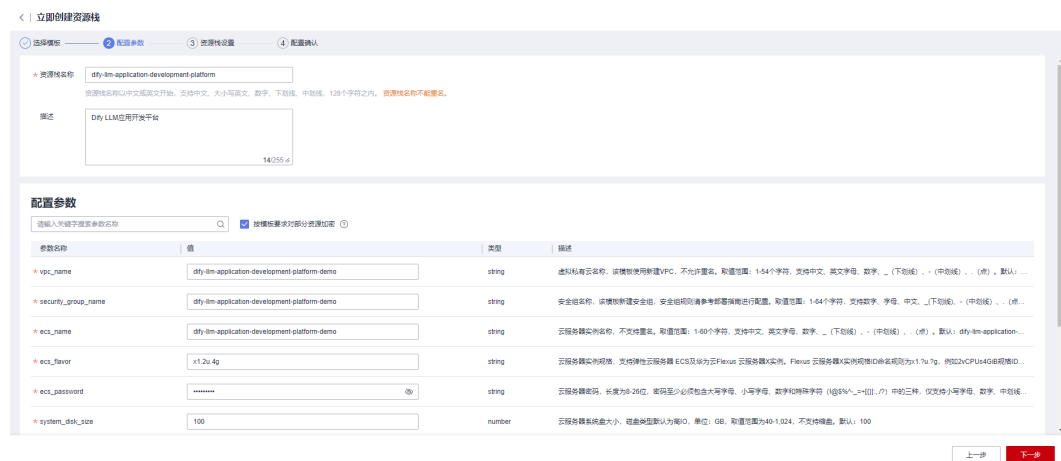 < | 立即创建资源栈
选择模板 2 配置参数 3 资源栈设置 4 配置确认
* 资源栈名称 dify-llm-application-development-platform
资源栈名称以中文或英文开始，支持中文、大小写英文、数字、下划线、中划线，128个字符之内。 资源栈名称不能重名。
描述 Dify LLM应用开发平台
14/255
配置参数
请输入关键字搜索参数名称 按模板要求对部分资源加密
参数名称 值 类型 描述
* vpc_name dify-llm-application-development-platform-demo string 虚拟私有云名称，该模板使用新建VPC，不允许重名。取值范围：1-54个字符，支持中文、英文字母、数字、_（下划线）、-（中划线）、.（点）。默认：...
* security_group_name dify-llm-application-development-platform-demo string 安全组名称，该模板新建安全组，安全组规则请参考部署指南进行配置。取值范围：1-64个字符，支持数字、字母、中文、_(下划线)、-（中划线）、.（点...
* ecs_name dify-llm-application-development-platform-demo string 云服务器实例名称，不支持重名。取值范围：1-60个字符，支持中文、英文字母、数字、_（下划线）、-（中划线）、.（点）。默认：dify-llm-application-...
* ecs_flavor x1.2u.4g string 云服务器实例规格，支持弹性云服务器 ECS及华为云Flexus 云服务器X实例。Flexus 云服务器X实例规格ID命名规则为x1.?u.?g，例如2vCPUs4GiB规格ID...
* ecs_password ········· string 云服务器密码，长度为8-26位，密码至少必须包含大写字母、小写字母、数字和特殊字符（!@$%^-_=+[{}]:,./?）中的三种，仅支持小写字母、数字、中划线...
* system_disk_size 100 number 云服务器系统盘大小，磁盘类型默认为高IO，单位：GB，取值范围为40-1,024，不支持缩盘。默认：100
上一步 下一步